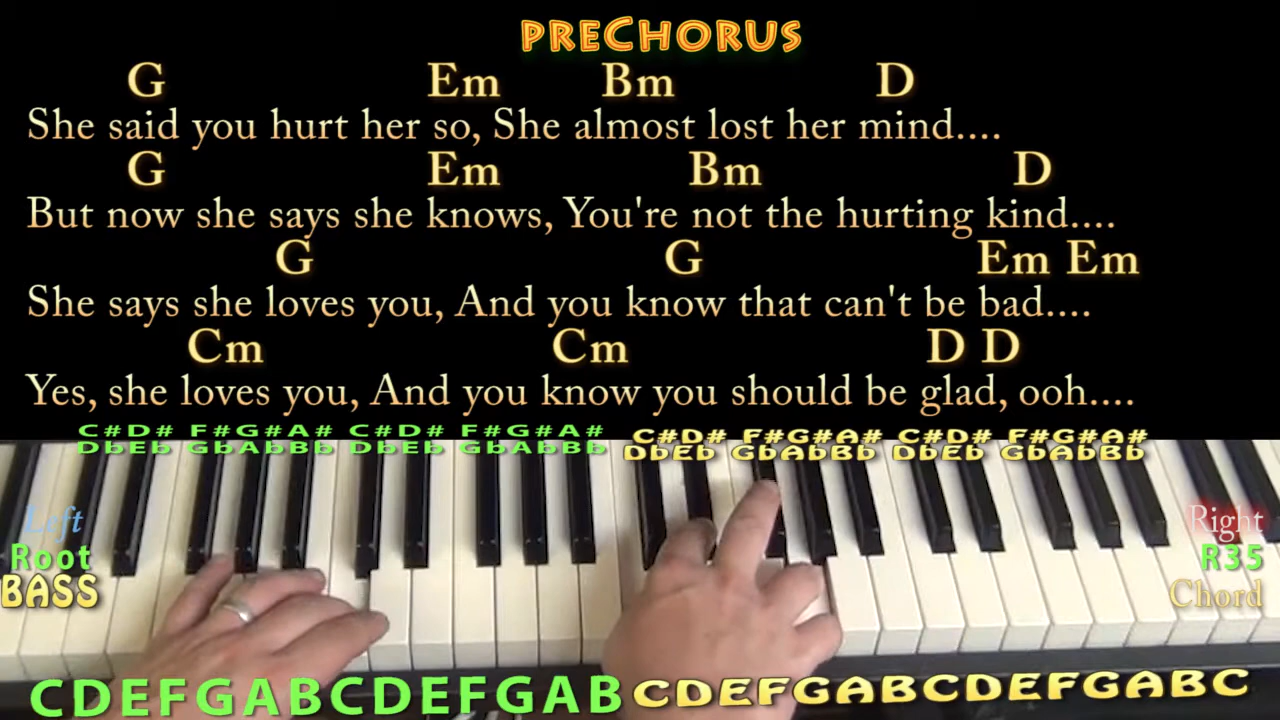 PRECHORUS
G Em Bm D
She said you hurt her so, She almost lost her mind....
G Em Bm D
But now she says she knows, You're not the hurting kind....
G G Em Em
She says she loves you, And you know that can't be bad....
Cm Cm D D
Yes, she loves you, And you know you should be glad, ooh....
C#D# F#G#A# C#D# F#G#A# C#D# F#G#A# C#D# F#G#A#
DbEb GbAbBb DbEb GbAbBb DbEb GbAbBb DbEb GbAbBb
Left
Root
BASS
Right
R35
Chord
CDEFGABCDEFGAB CDEFGABCDEFGABC